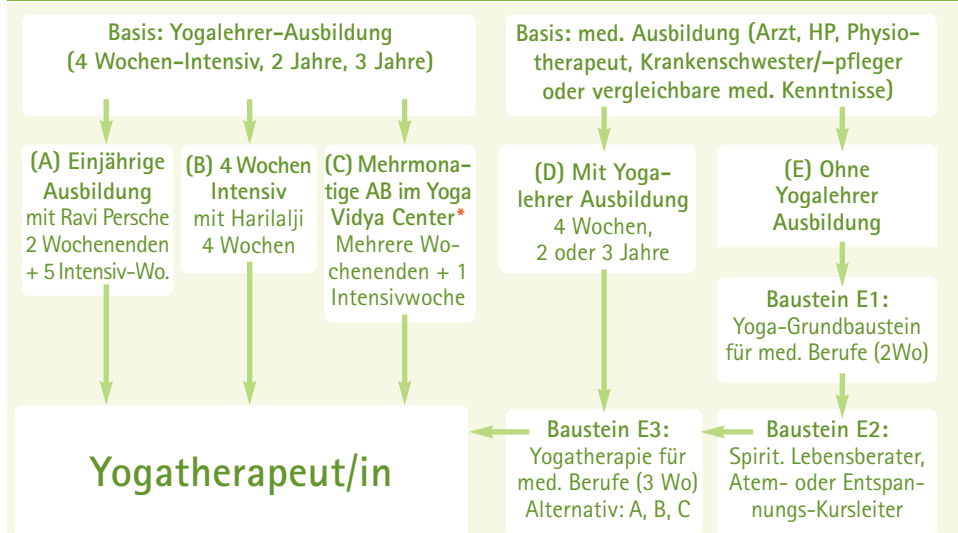 Basis: Yogalehrer-Ausbildung
(4 Wochen-Intensiv, 2 Jahre, 3 Jahre)
Basis: med. Ausbildung (Arzt, HP, Physio-
therapeut, Krankenschwester/–pfleger
oder vergleichbare med. Kenntnisse)
(A) Einjährige
Ausbildung
mit Ravi Persche
2 Wochenenden
+ 5 Intensiv-Wo.
(B) 4 Wochen
Intensiv
mit Harilalji
4 Wochen
(C) Mehrmona-
tige AB im Yoga
Vidya Center*
Mehrere Wo-
chenenden + 1
Intensivwoche
(D) Mit Yoga-
lehrer Ausbildung
4 Wochen,
2 oder 3 Jahre
(E) Ohne
Yogalehrer
Ausbildung
Baustein E1:
Yoga-Grundbaustein
für med. Berufe (2Wo)
Baustein E2:
Spirit. Lebensberater,
Atem- oder Entspan-
nungs-Kursleiter
Baustein E3:
Yogatherapie für
med. Berufe (3 Wo)
Alternativ: A, B, C
Yogatherapeut/in